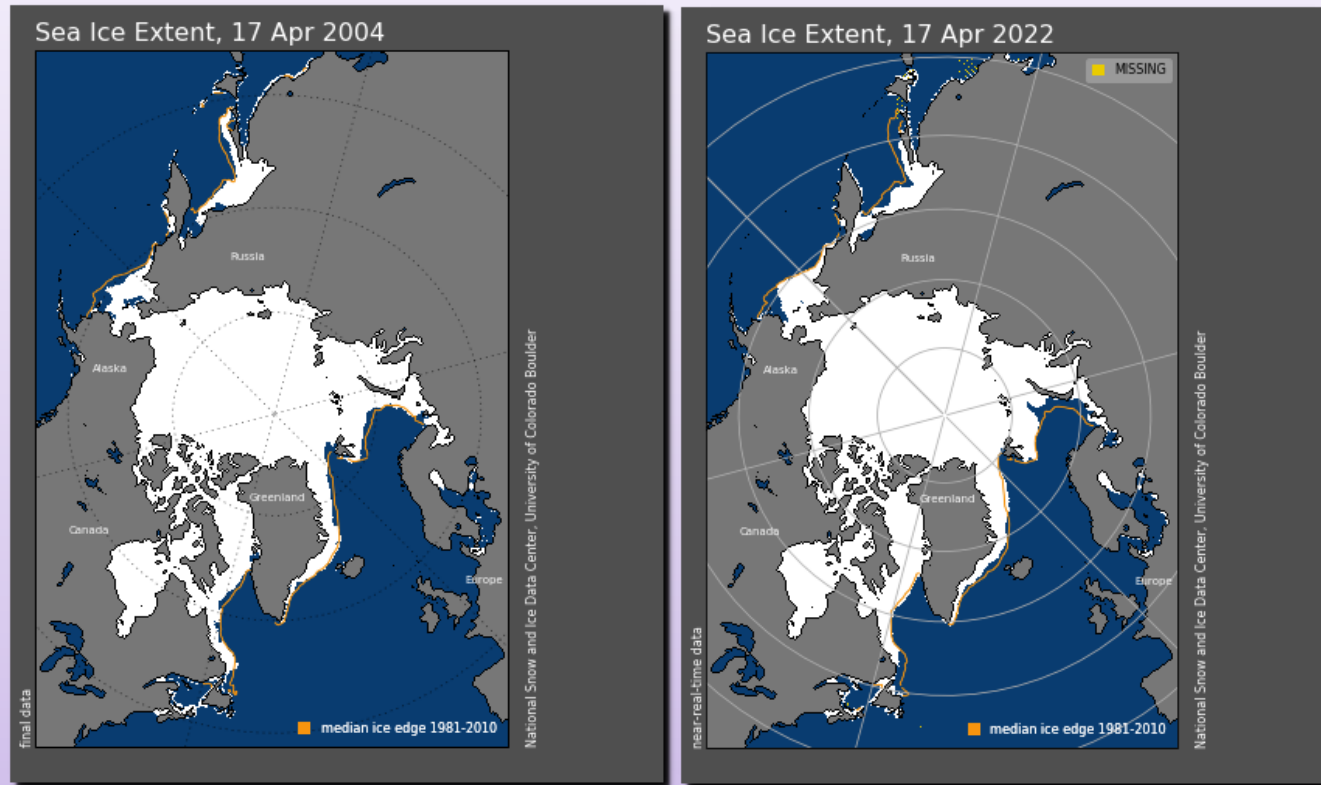 Sea Ice Extent, 17 Apr 2004
Russia
Alaska
Greenland
Canada
Europe
median ice edge 1981-2010
final data
National Snow and Ice Data Center, University of Colorado Boulder
Sea Ice Extent, 17 Apr 2022
MISSING
Russia
Alaska
Greenland
Canada
Europe
median ice edge 1981-2010
near-real-time data
National Snow and Ice Data Center, University of Colorado Boulder